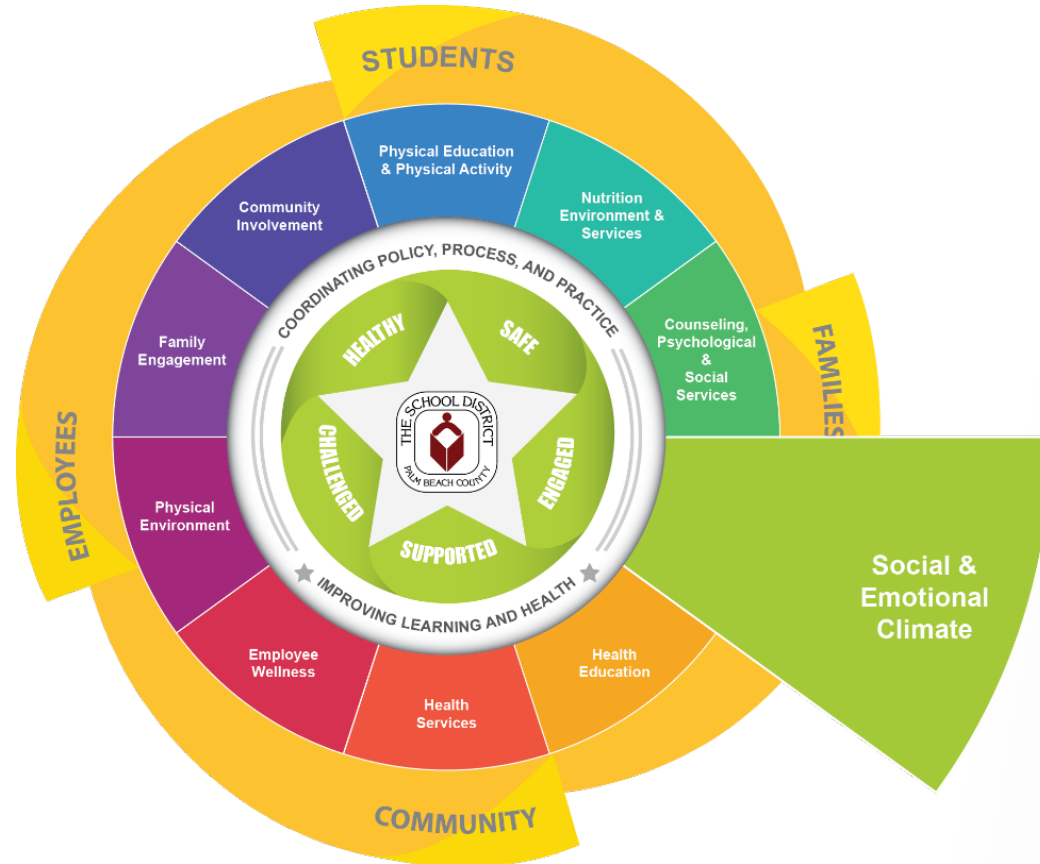 STUDENTS
Physical Education
& Physical Activity
Nutrition
Environment &
Services
Counseling,
Psychological
&
Social
Services
FAMILIES
Social &
Emotional
Climate
Health
Education
Health
Services
COMMUNITY
Employee
Wellness
Physical
Environment
EMPLOYEES
Family
Engagement
Community
Involvement
COORDINATING POLICY, PROCESS, AND PRACTICE
IMPROVING LEARNING AND HEALTH
HEALTHY
SAFE
ENGAGED
SUPPORTED
CHALLENGED
THE SCHOOL DISTRICT
PALM BEACH COUNTY